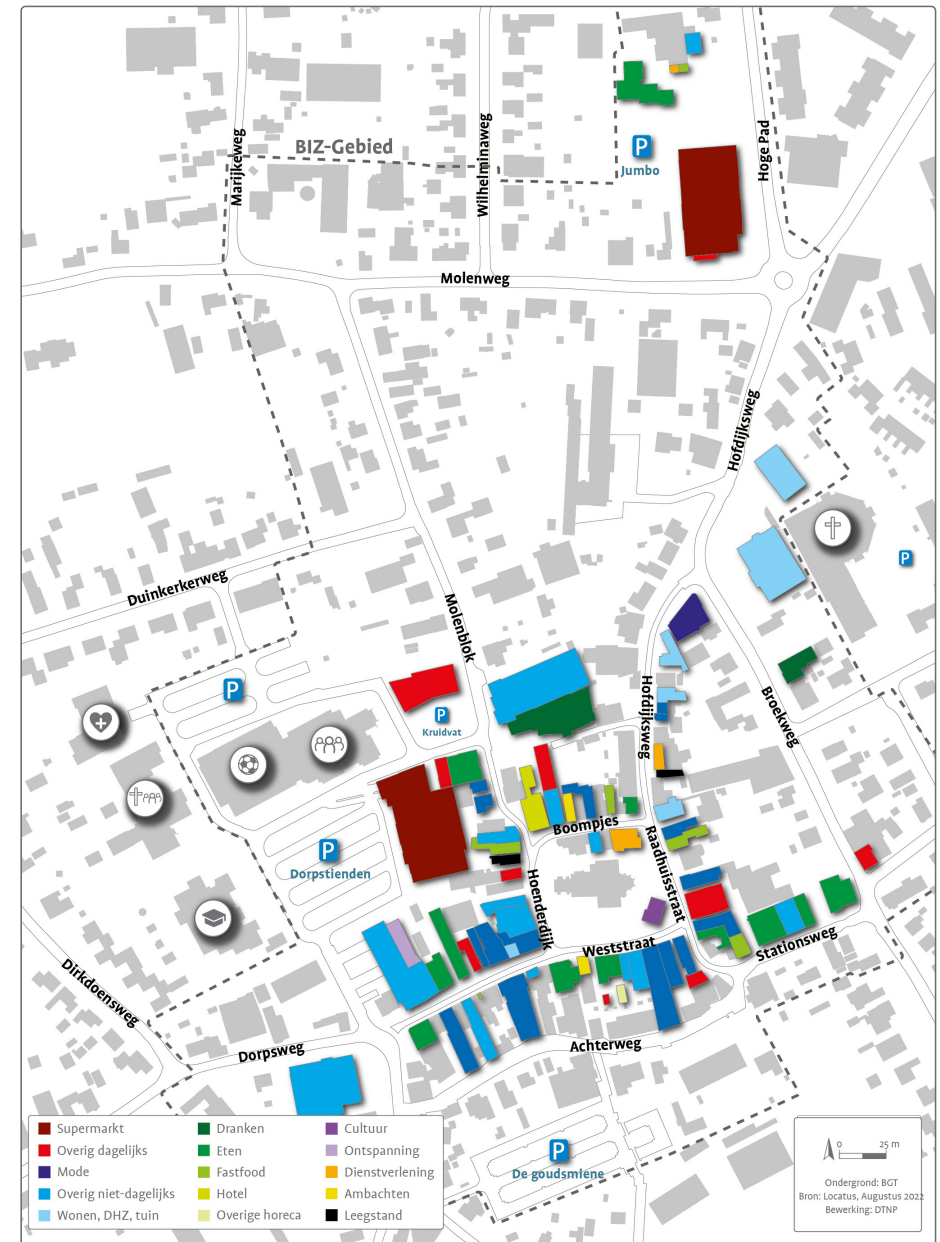 P
Jumbo
Hoge Pad
BIZ-Gebied
Marijkeweg
Wilhelminaweg
Molenweg
Hofdijksweg
P
Duinkerkerweg
Molenblok
P
P
Kruidvat
Hofdijksweg
Broekweg
Boompjes
P
Dorpstienden
Hoenderdijk
Raadhuisstraat
Weststraat
Stationsweg
Dirkdoensweg
Dorpsweg
Achterweg
P
De goudsmiene
Supermarkt
Overig dagelijks
Mode
Overig niet-dagelijks
Wonen, DHZ, tuin
Dranken
Eten
Fastfood
Hotel
Overige horeca
Cultuur
Ontspanning
Dienstverlening
Ambachten
Leegstand
0 25 m
Ondergrond: BGT
Bron: Locatus, Augustus 2022
Bewerking: DTNP